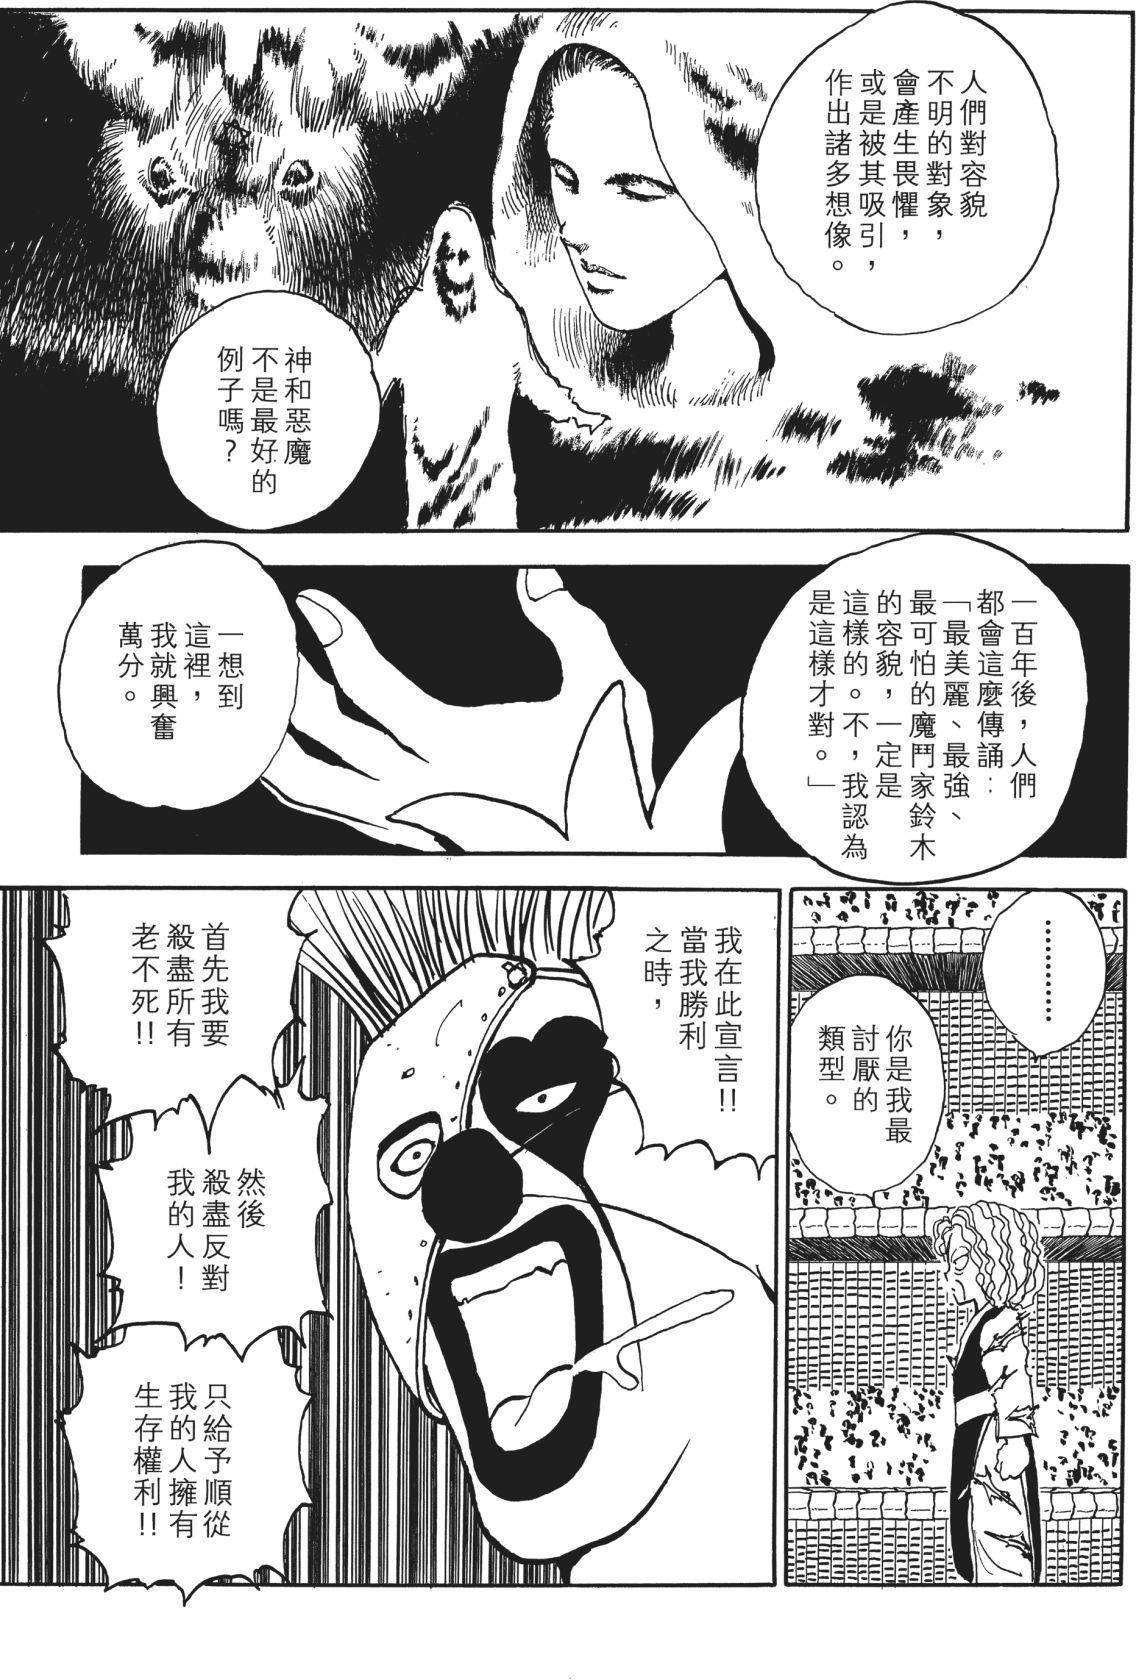 人們對容貌
不明的對象，
會產生畏懼，
或是被其吸引，
作出諸多想像。
神和惡魔
不是最好的
例子嗎？
一百年後，人們
都會這麼傳誦：
「最美麗、最強、
最可怕的魔鬥家鈴木
的容貌，一定是
這樣的。不，我認為
是這樣才對。」
一想到
這裡，
我就興奮
萬分。
…………
你是我最
討厭的
類型。
我在此宣言!!
當我勝利
之時，
首先我要
殺盡所有
老不死!!
然後
殺盡反對
我的人！
只給予順從
我的人擁有
生存權利!!